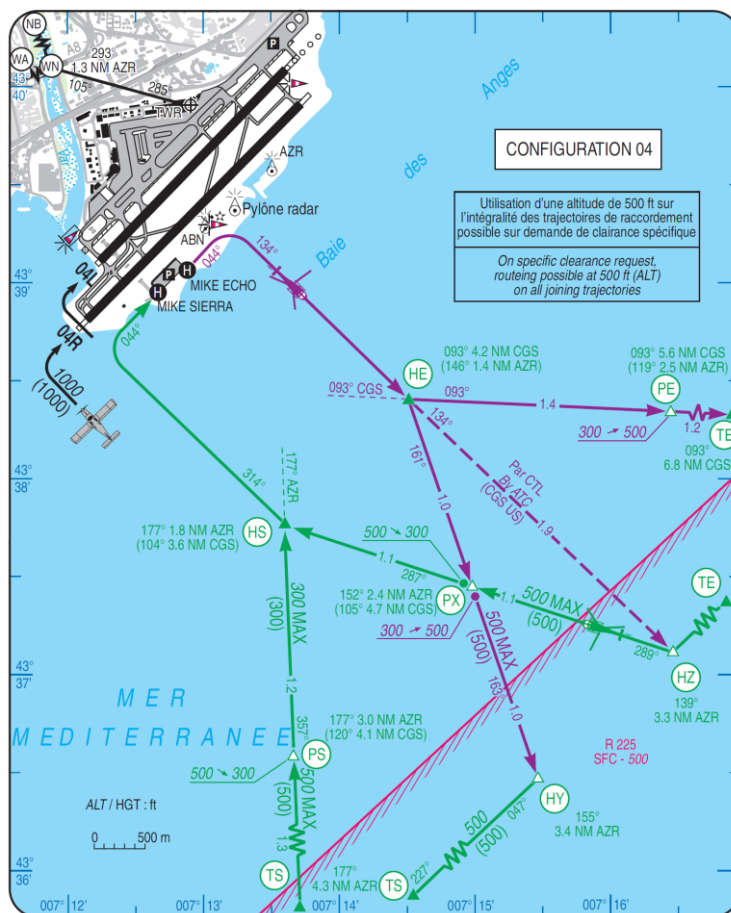 NB
WA
WN
A8
293°
1.3 NM AZR
105°
285°
TWR
P
43°
40'
Var
AZR
Pylône radar
ABN
Anges
des
Baie
CONFIGURATION 04
Utilisation d'une altitude de 500 ft sur
l'intégralité des trajectoires de raccordement
possible sur demande de clairance spécifique
On specific clearance request,
routeing possible at 500 ft (ALT)
on all joining trajectories
044°
134°
H
MIKE ECHO
P
H
MIKE SIERRA
43°
39'
04L
04R
044°
1000
(1000)
HE
093° 4.2 NM CGS
(146° 1.4 NM AZR)
093° 5.6 NM CGS
(119° 2.5 NM AZR)
PE
093° CGS
093°
1.4
1.2
300 → 500
TE
093°
6.8 NM CGS
134°
161°
1.0
Par CTL
By ATC
(CGS US)
1.9
43°
38'
314°
177° AZR
HS
177° 1.8 NM AZR
(104° 3.6 NM CGS)
500 → 300
1.1
287°
152° 2.4 NM AZR
(105° 4.7 NM CGS)
PX
300 → 500
1.1
500 MAX
(500)
289°
TE
HZ
139°
3.3 NM AZR
43°
37'
300 MAX
(300)
1.2
357°
500 MAX
(500)
163°
1.0
MER
MEDITERRANEE
177° 3.0 NM AZR
(120° 4.1 NM CGS)
PS
500 → 300
R 225
SFC - 500
HY
155°
3.4 NM AZR
500 MAX
(500)
1.3
047°
500
(500)
227°
ALT / HGT : ft
0 500 m
43°
36'
TS
177°
4.3 NM AZR
TS
007° 12'
007° 13'
007° 14'
007° 15'
007° 16'